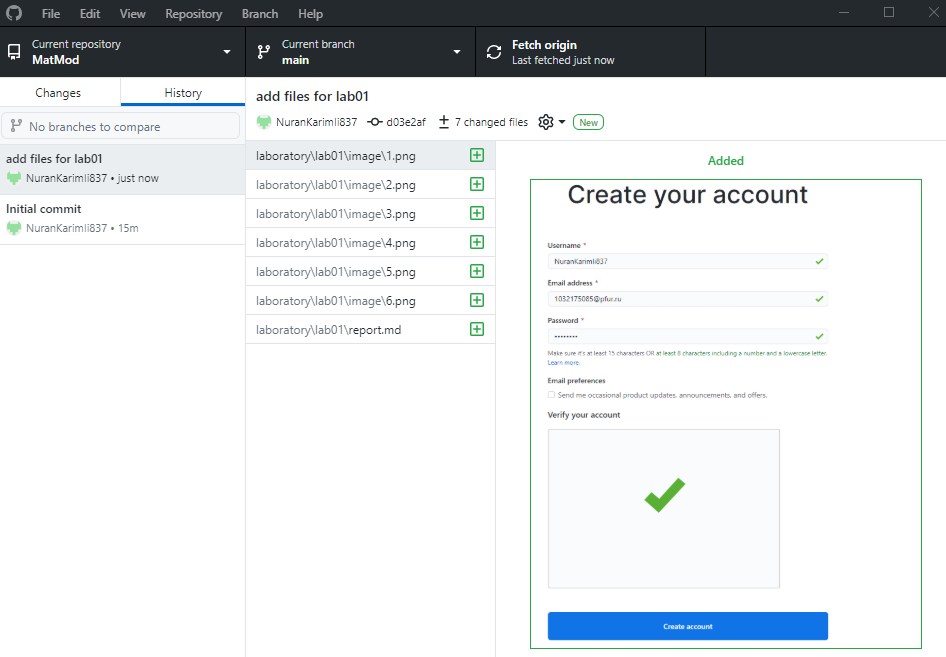 File Edit View Repository Branch Help
Current repository
MatMod
Current branch
main
Fetch origin
Last fetched just now
Changes
History
No branches to compare
add files for lab01
NuranKarimli837 • just now
Initial commit
NuranKarimli837 • 15m
add files for lab01
NuranKarimli837 d03e2af 7 changed files New
laboratory\lab01\image\1.png
laboratory\lab01\image\2.png
laboratory\lab01\image\3.png
laboratory\lab01\image\4.png
laboratory\lab01\image\5.png
laboratory\lab01\image\6.png
laboratory\lab01\report.md
Added
Create your account
Username *
NuranKarimli837
Email address *
1032175085@pfur.ru
Password *
••••••••
Make sure it's at least 15 characters OR at least 8 characters including a number and a lowercase letter.
Learn more.
Email preferences
Send me occasional product updates, announcements, and offers.
Verify your account
Create account